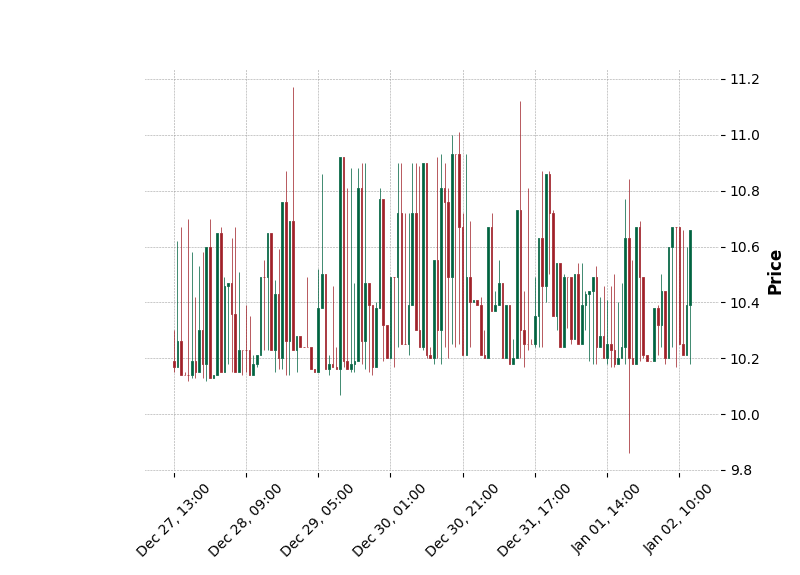 11.2
11.0
10.8
10.6
10.4
10.2
10.0
9.8
Price
Dec 27, 13:00
Dec 28, 09:00
Dec 29, 05:00
Dec 30, 01:00
Dec 30, 21:00
Dec 31, 17:00
Jan 01, 14:00
Jan 02, 10:00